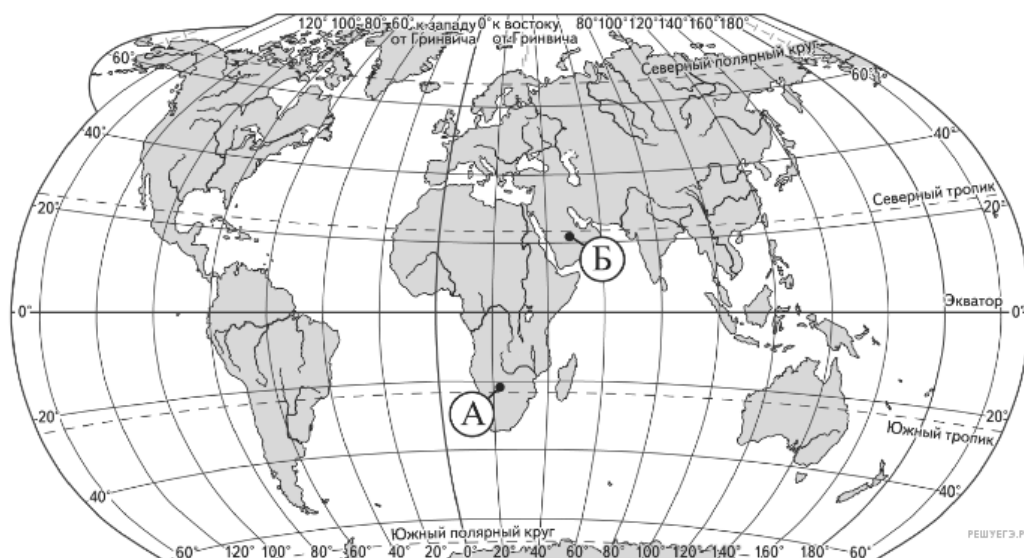 120° 100° 80° 60° к западу 0° к востоку 80° 100° 120° 140° 160° 180°
от Гринвича от Гринвича
Северный полярный круг
60° 60°
40° 40°
Северный тропик
20° 20°
Б
Экватор
0° 0°
А
20° 20°
Южный тропик
40° 40°
Южный полярный круг
60° 120° 100° 80° 60° 40° 20° 0° 20° 40° 60° 80° 100° 120° 140° 160° 180° 60°
РЕШУЕГЭ.Р